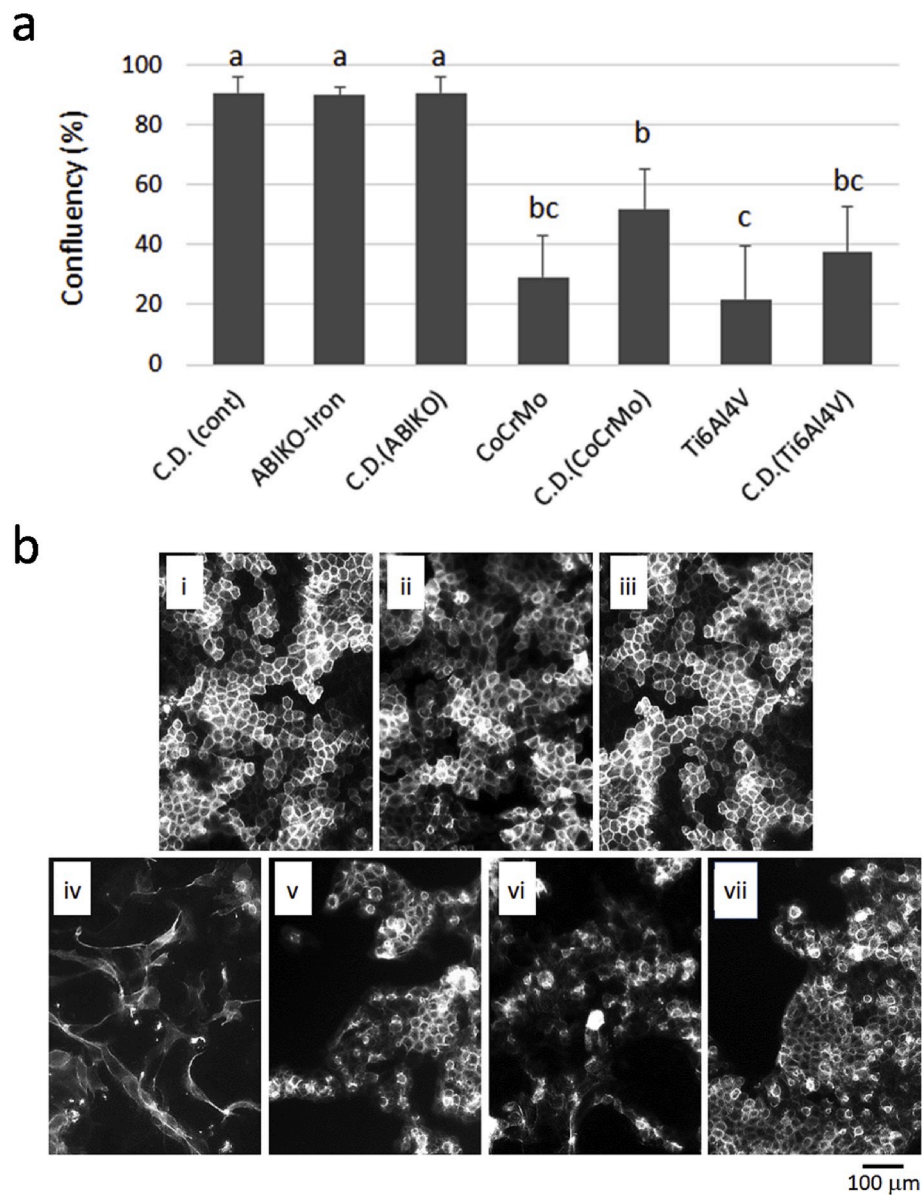 a
Confluency (%)
100
80
60
40
20
0
a
a
a
bc
b
c
bc
C.D. (cont)
ABIKO-Iron
C.D.(ABIKO)
CoCrMo
C.D.(CoCrMo)
Ti6Al4V
C.D.(Ti6Al4V)
b
i
ii
iii
iv
v
vi
vii
100 μm